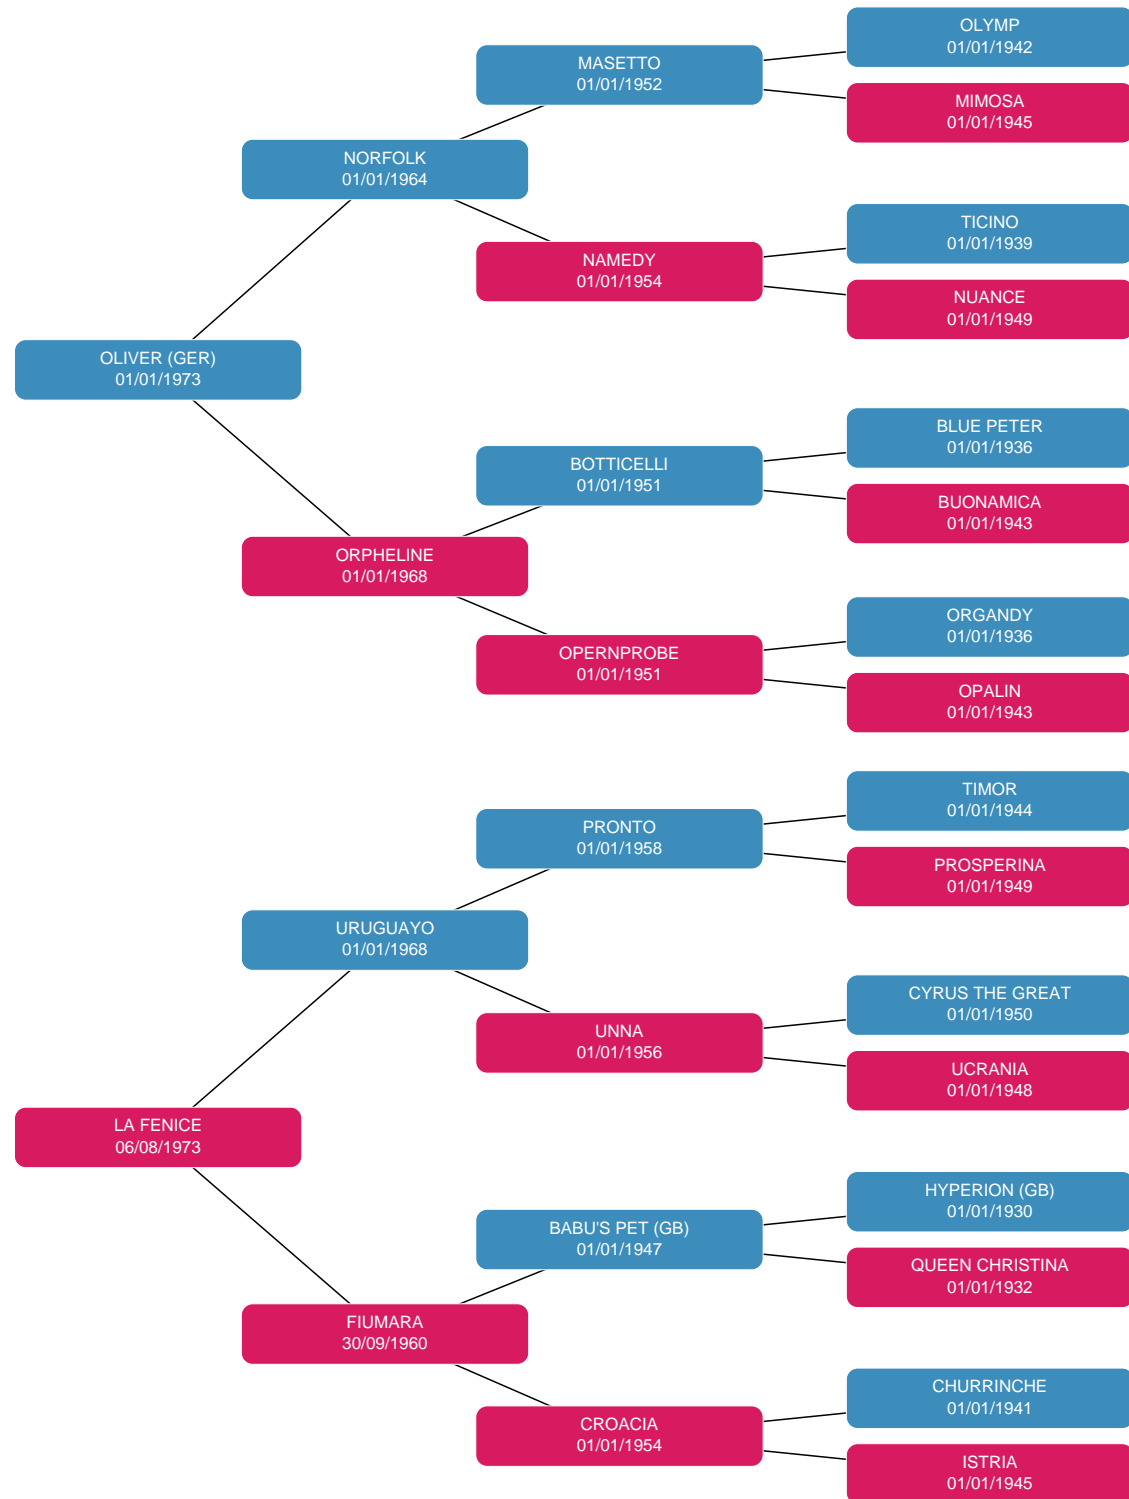 OLYMP
01/01/1942
MASETTO
01/01/1952
MIMOSA
01/01/1945
NORFOLK
01/01/1964
TICINO
01/01/1939
NAMEDY
01/01/1954
NUANCE
01/01/1949
OLIVER (GER)
01/01/1973
BLUE PETER
01/01/1936
BOTTICELLI
01/01/1951
BUONAMICA
01/01/1943
ORPHELINE
01/01/1968
ORGANDY
01/01/1936
OPERNPROBE
01/01/1951
OPALIN
01/01/1943
TIMOR
01/01/1944
PRONTO
01/01/1958
PROSPERINA
01/01/1949
URUGUAYO
01/01/1968
CYRUS THE GREAT
01/01/1950
UNNA
01/01/1956
UCRANIA
01/01/1948
LA FENICE
06/08/1973
HYPERION (GB)
01/01/1930
BABU'S PET (GB)
01/01/1947
QUEEN CHRISTINA
01/01/1932
FIUMARA
30/09/1960
CHURRINCHE
01/01/1941
CROACIA
01/01/1954
ISTRIA
01/01/1945